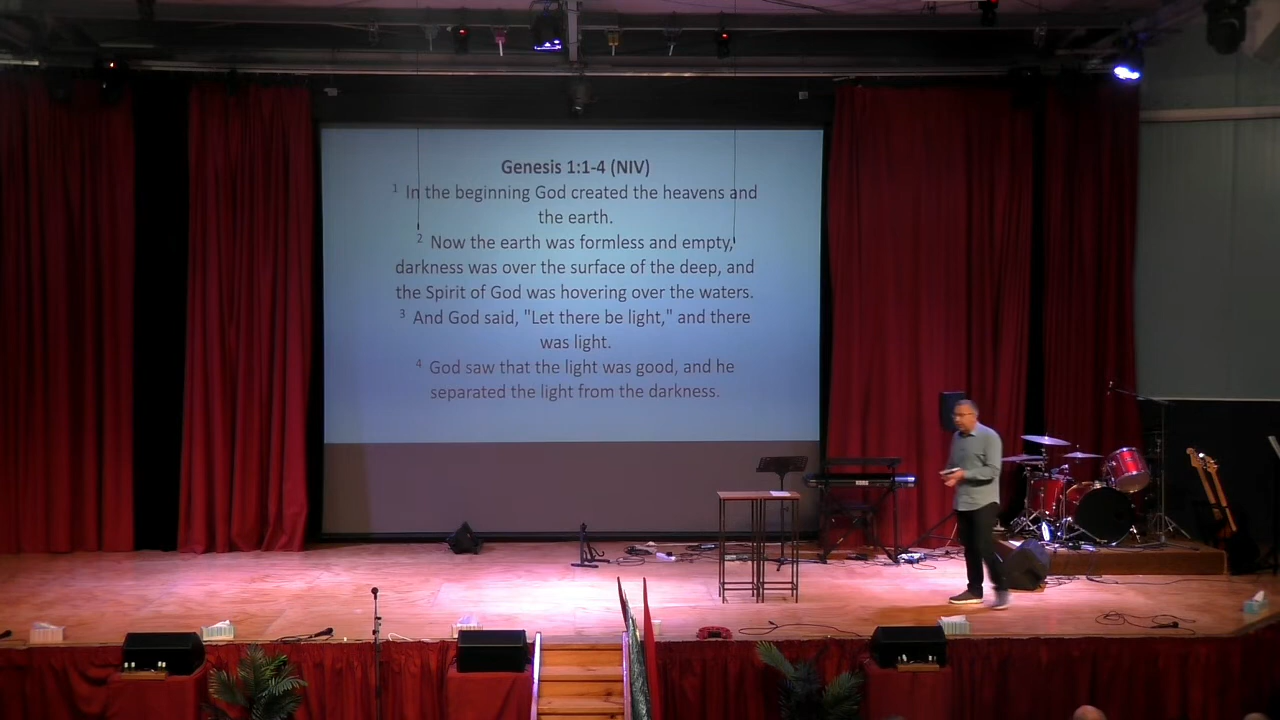 Genesis 1:1-4 (NIV)
1 In the beginning God created the heavens and
the earth.
2 Now the earth was formless and empty,
darkness was over the surface of the deep, and
the Spirit of God was hovering over the waters.
3 And God said, "Let there be light," and there
was light.
4 God saw that the light was good, and he
separated the light from the darkness.
KORG